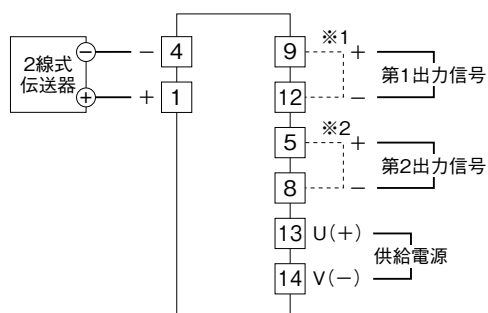 2線式
伝送器
− − 4
+ + 1
9 ※1 +
第1出力信号
12 −
5 ※2 +
第2出力信号
8 −
13 U(+)
供給電源
14 V(−)